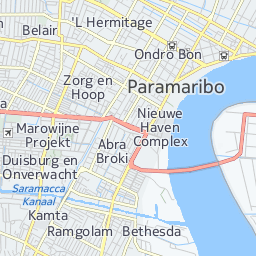 'L Hermitage
Belair
Ondro Bon
Zorg en
Hoop
Paramaribo
Nieuwe
Haven
Complex
Marowijne
Projekt
Abra
Broki
Duisburg en
Onverwacht
Saramacca
Kanaal
Kamta
Ramgolam
Bethesda